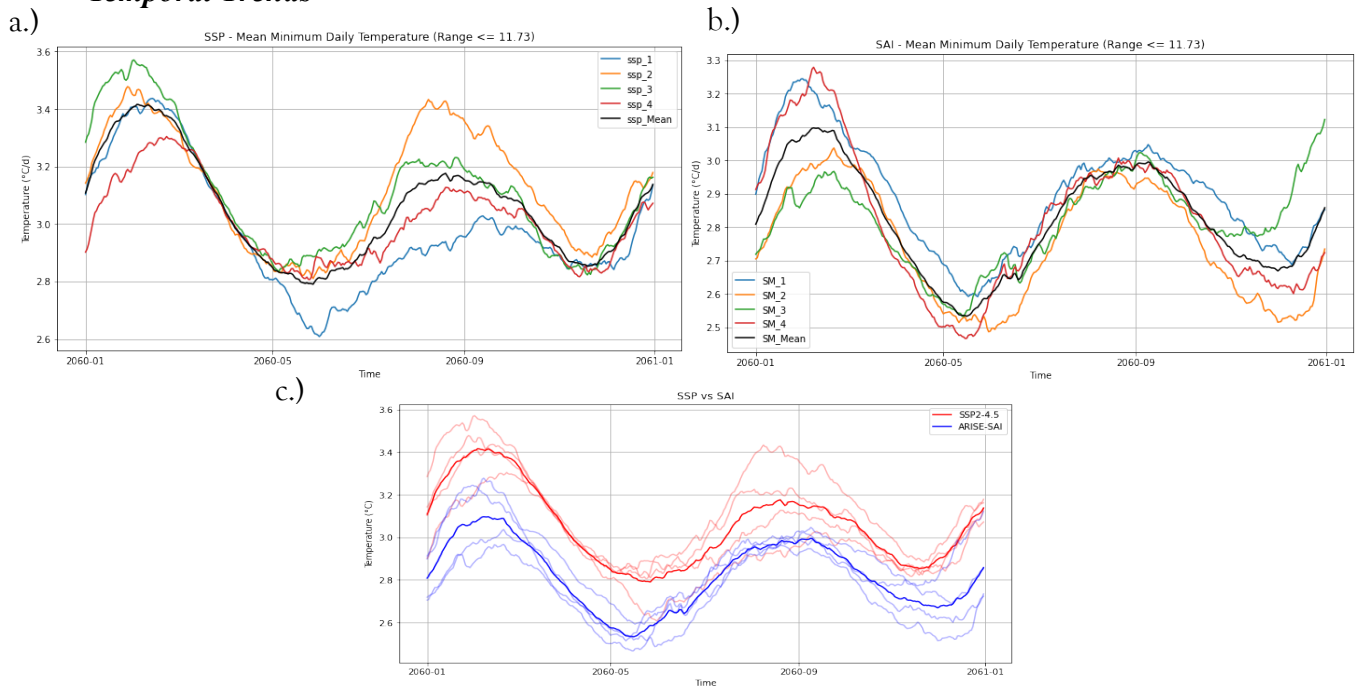 Temporal Trends
a.)
SSP - Mean Minimum Daily Temperature (Range <= 11.73)
3.6
3.4
3.2
3.0
2.8
2.6
Temperature (°C/d)
ssp_1
ssp_2
ssp_3
ssp_4
ssp_Mean
2060-01
2060-05
2060-09
2061-01
Time
b.)
SAI - Mean Minimum Daily Temperature (Range <= 11.73)
3.3
3.2
3.1
3.0
2.9
2.8
2.7
2.6
2.5
Temperature (°C/d)
SM_1
SM_2
SM_3
SM_4
SM_Mean
2060-01
2060-05
2060-09
2061-01
Time
c.)
SSP vs SAI
3.6
3.4
3.2
3.0
2.8
2.6
Temperature (°C)
SSP2-4.5
ARISE-SAI
2060-01
2060-05
2060-09
2061-01
Time